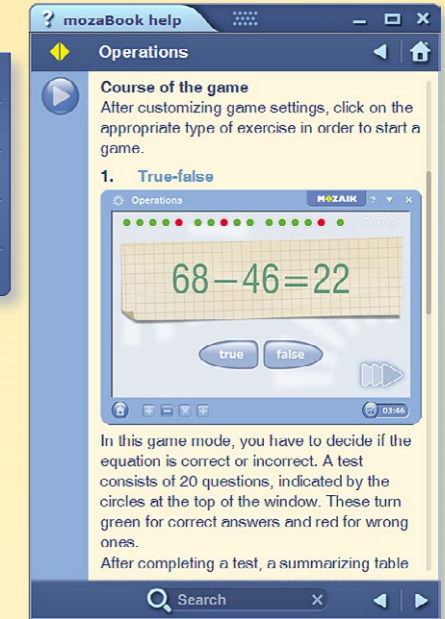 ? mozaBook help
Operations
Course of the game
After customizing game settings, click on the
appropriate type of exercise in order to start a
game.
1. True-false
Operations MOZAIK ?
68−46=22
true false
03:46
In this game mode, you have to decide if the
equation is correct or incorrect. A test
consists of 20 questions, indicated by the
circles at the top of the window. These turn
green for correct answers and red for wrong
ones.
After completing a test, a summarizing table
Search